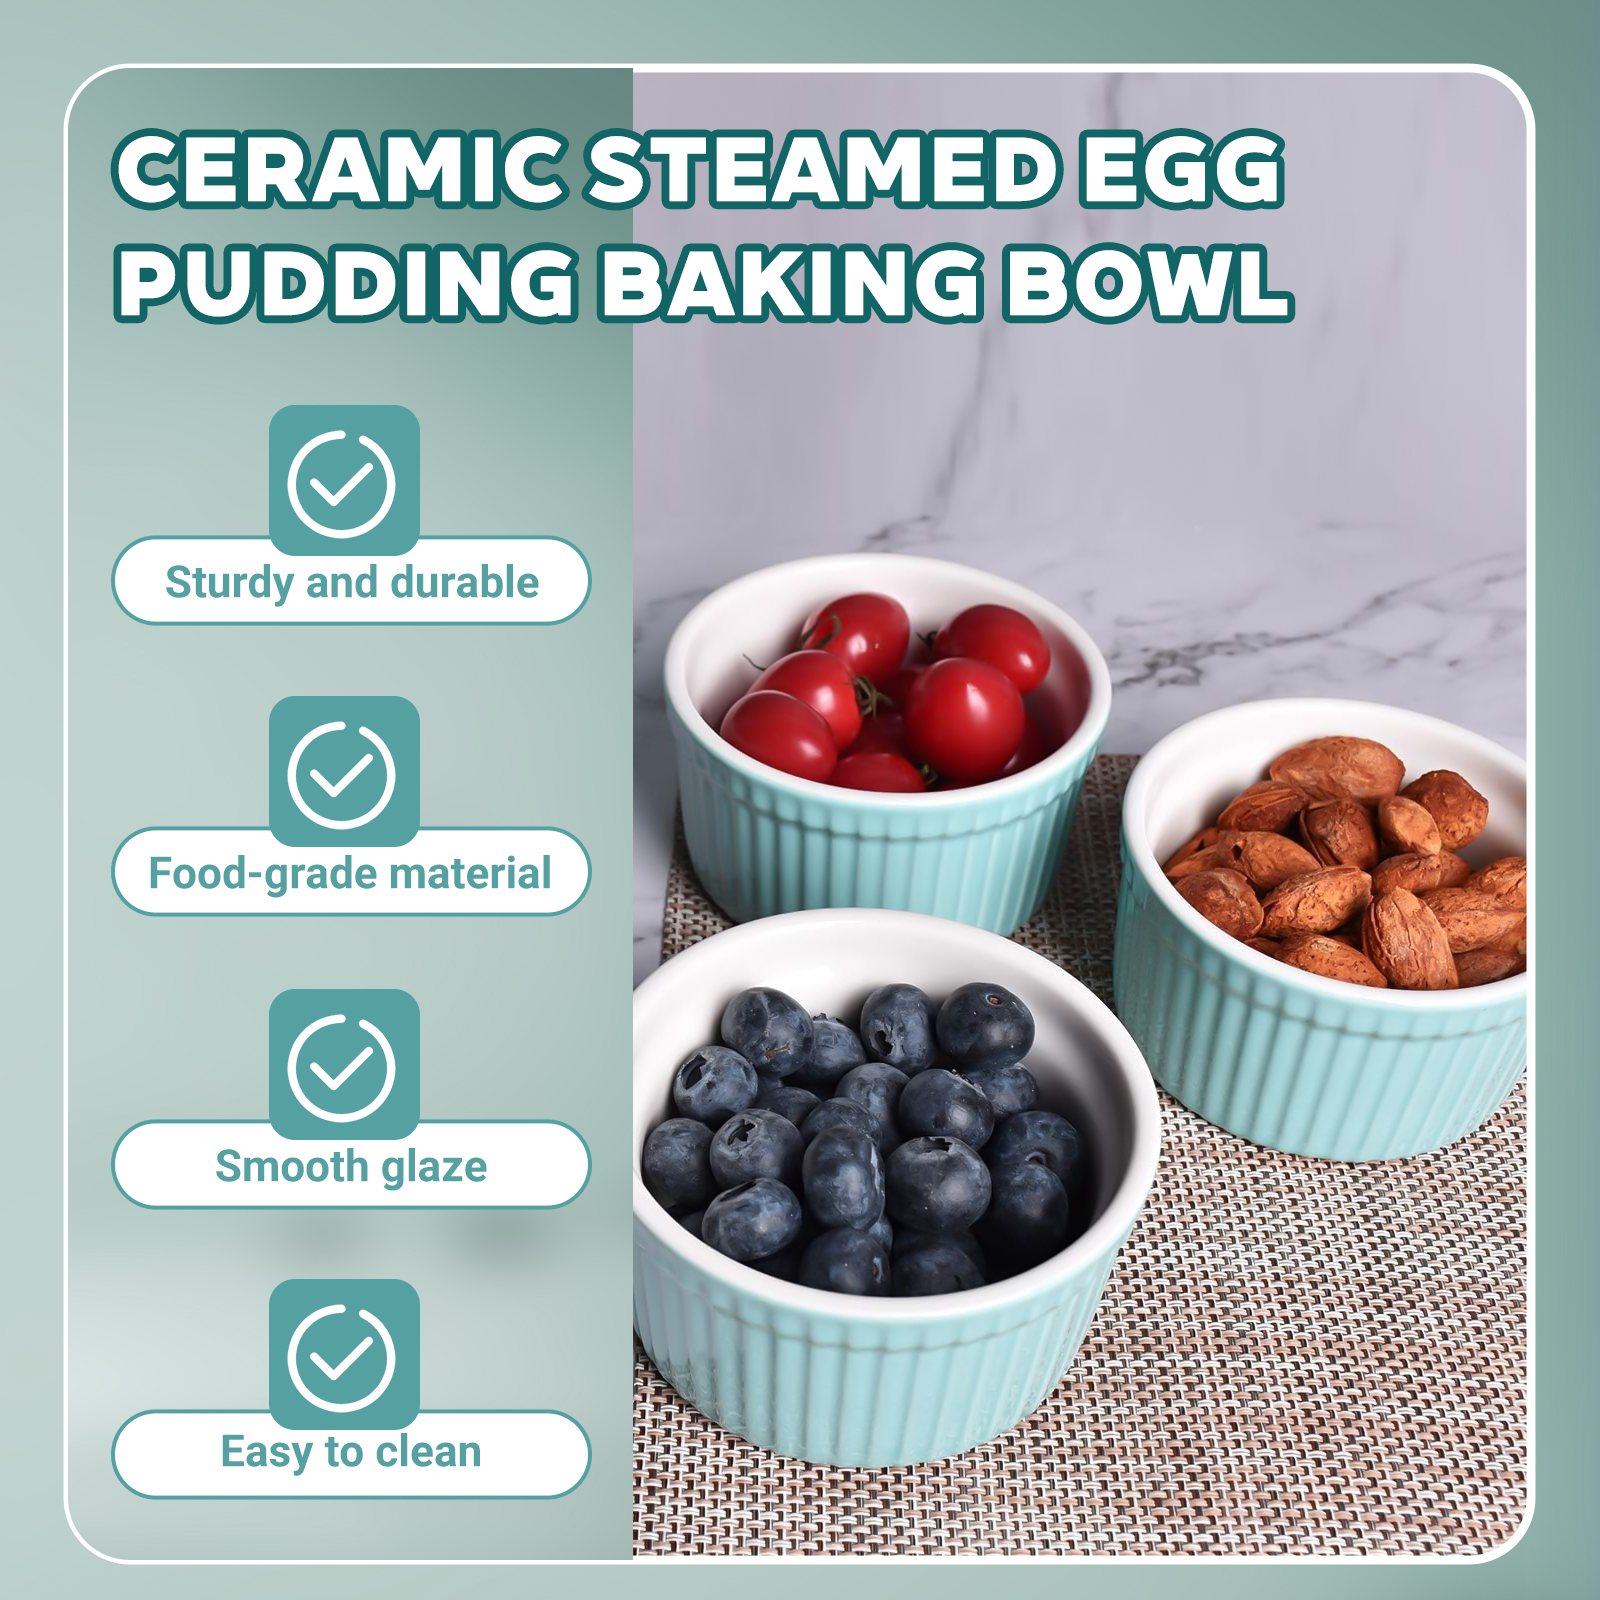 CERAMIC STEAMED EGG
PUDDING BAKING BOWL
Sturdy and durable
Food-grade material
Smooth glaze
Easy to clean